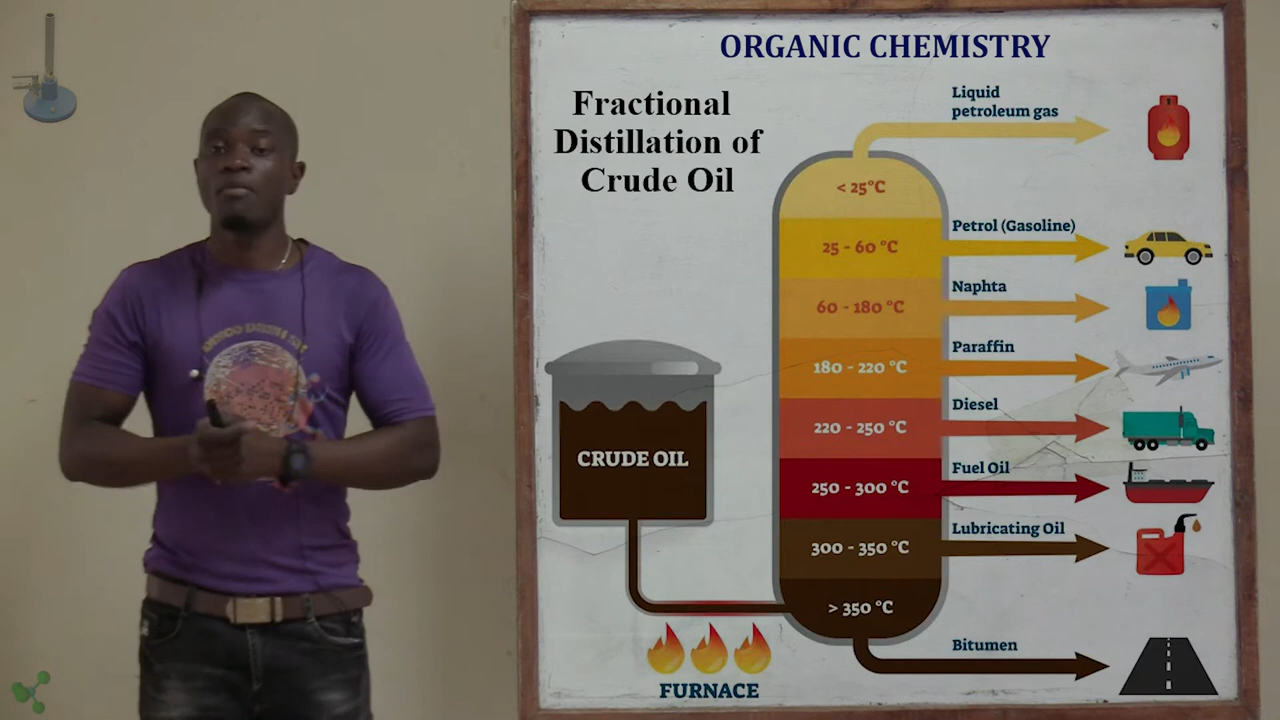 ORGANIC CHEMISTRY
Fractional
Distillation of
Crude Oil
Liquid
petroleum gas
< 25°C
Petrol (Gasoline)
25 - 60 °C
Naphta
60 - 180 °C
Paraffin
180 - 220 °C
Diesel
220 - 250 °C
Fuel Oil
250 - 300 °C
Lubricating Oil
300 - 350 °C
> 350 °C
Bitumen
CRUDE OIL
FURNACE